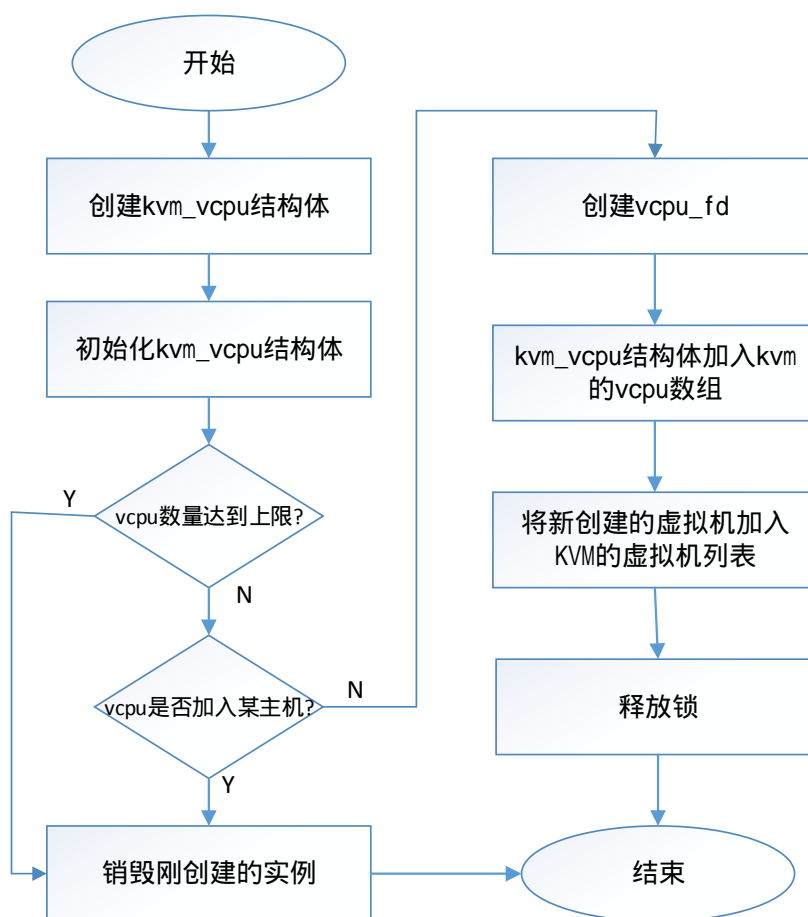 开始
创建kvm_vcpu结构体
初始化kvm_vcpu结构体
vcpu数量达到上限?
Y
N
vcpu是否加入某主机?
N
Y
销毁刚创建的实例
创建vcpu_fd
kvm_vcpu结构体加入kvm
的vcpu数组
将新创建的虚拟机加入
KVM的虚拟机列表
释放锁
结束